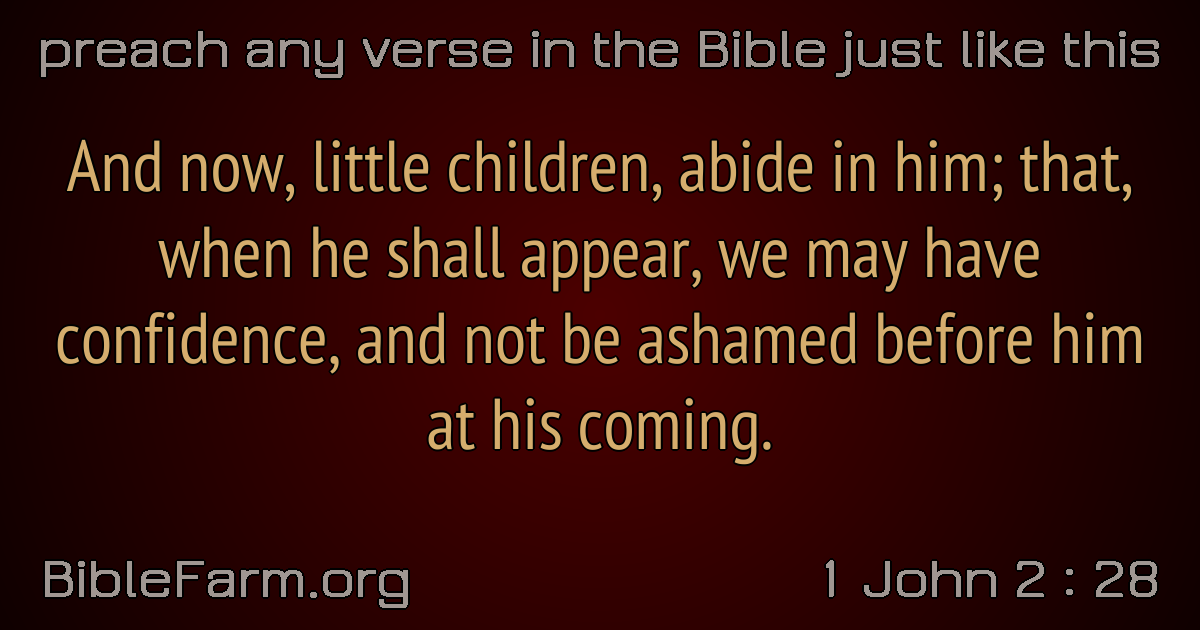 preach any verse in the Bible just like this
And now, little children, abide in him; that,
when he shall appear, we may have
confidence, and not be ashamed before him
at his coming.
BibleFarm.org
1 John 2 : 28